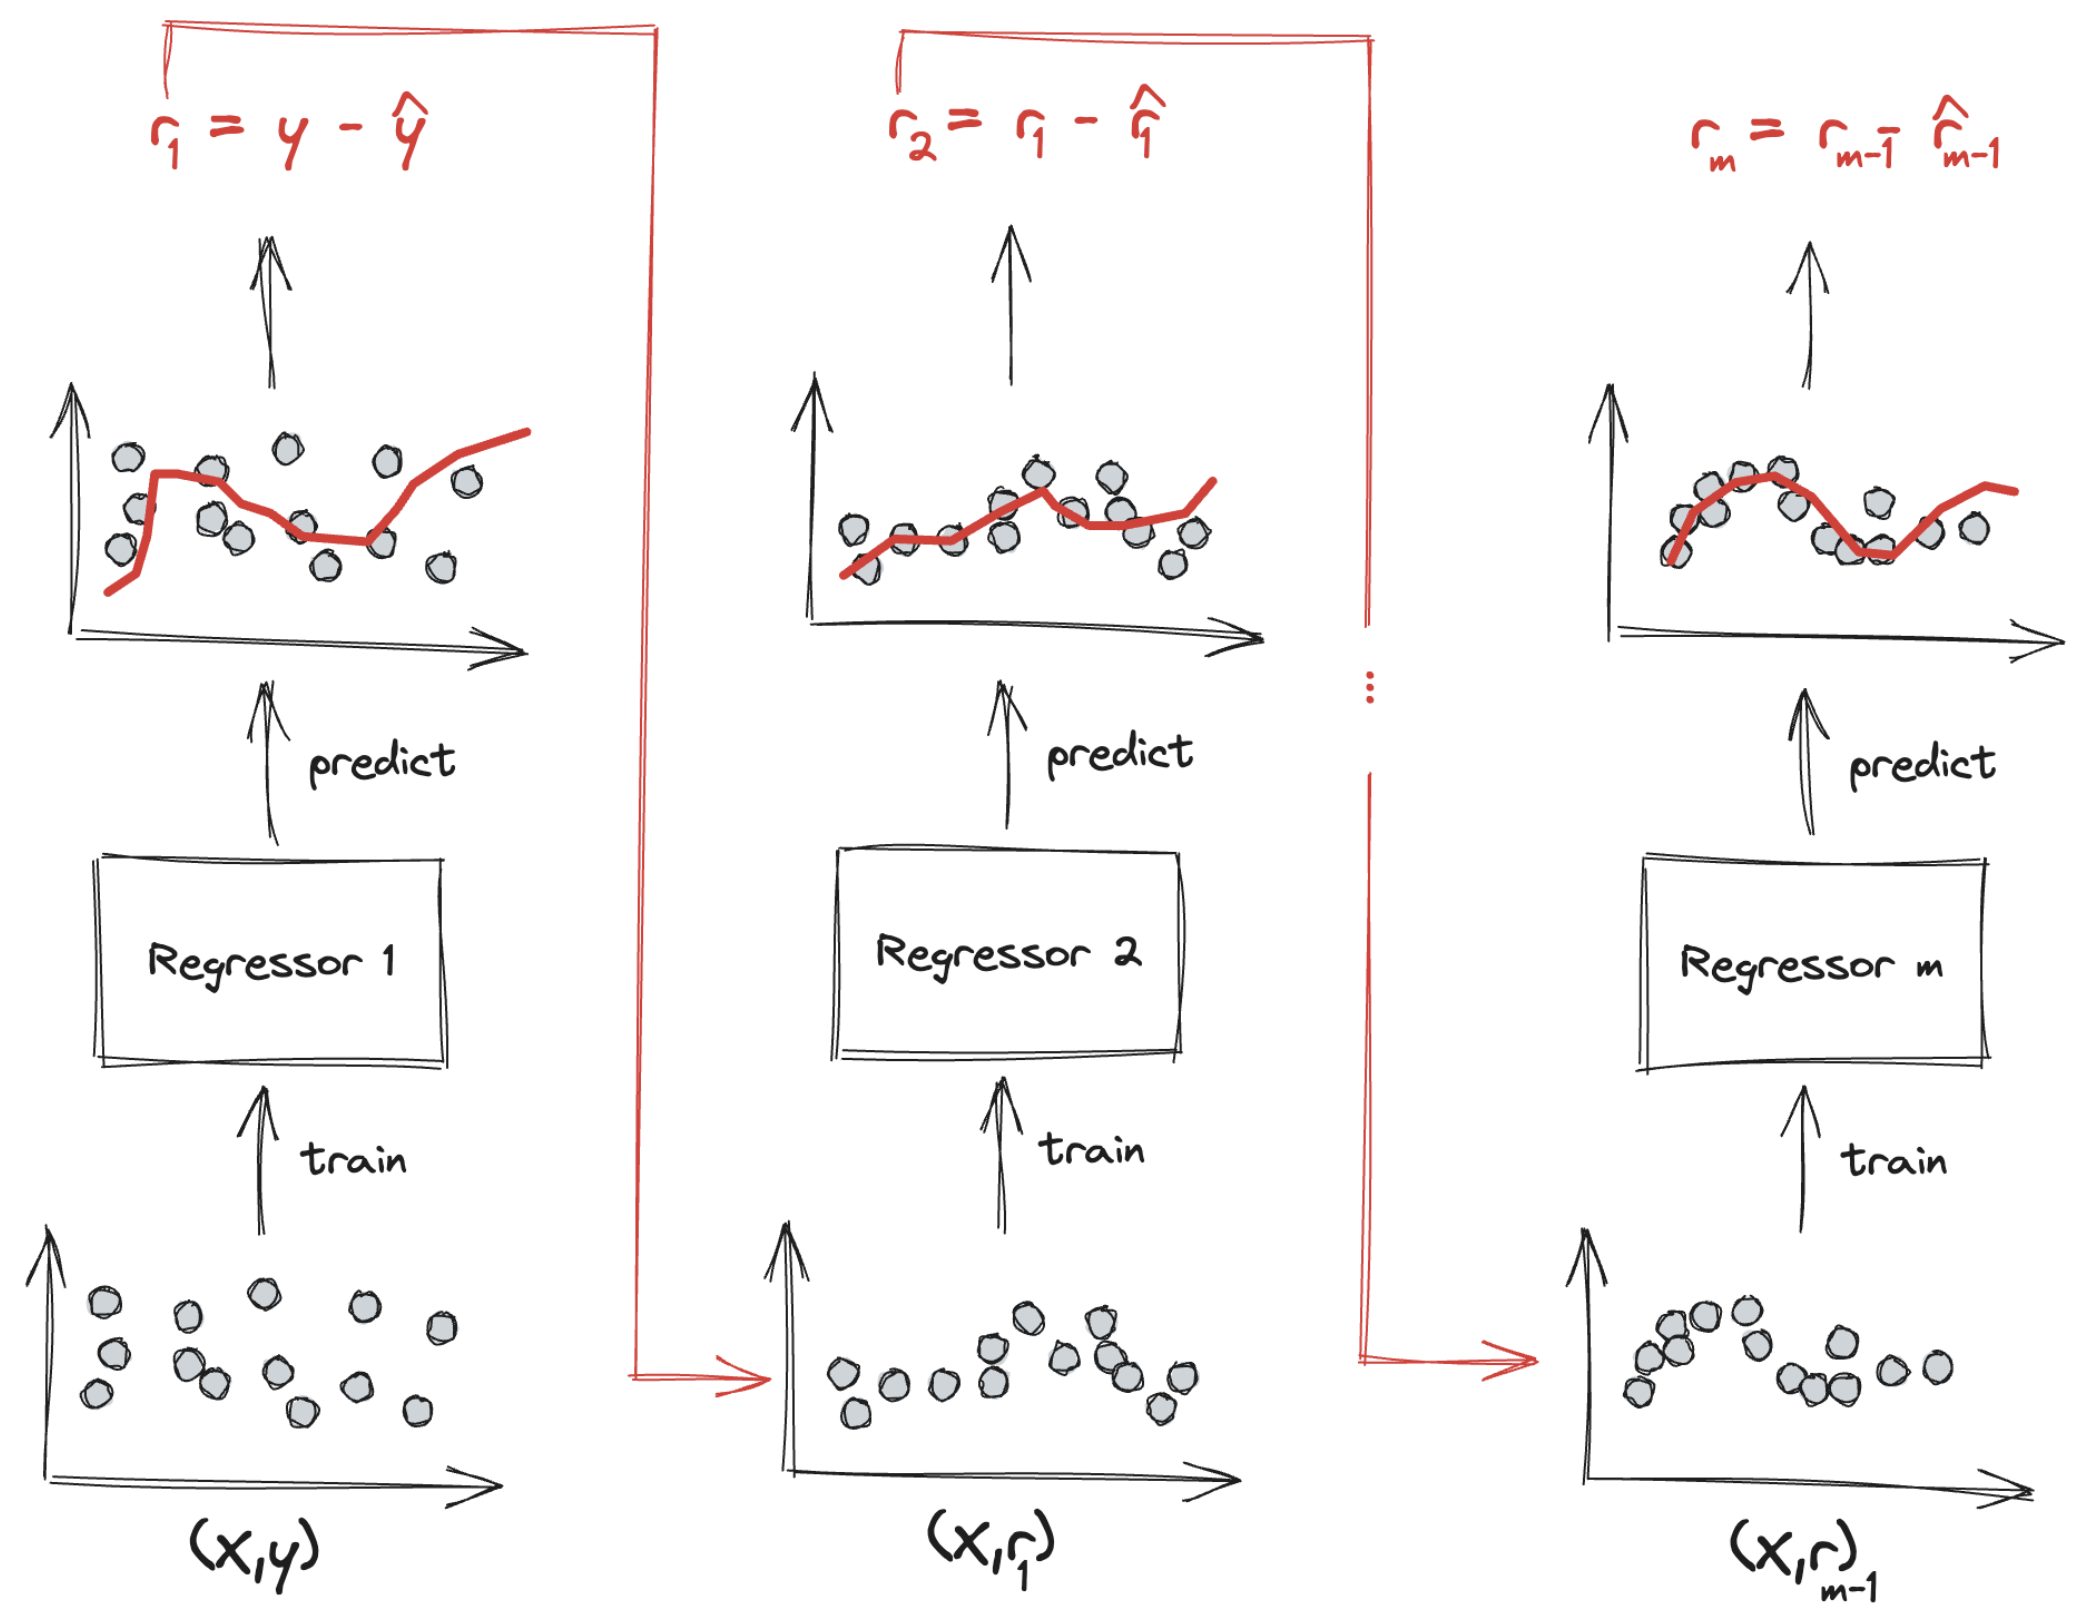 r₁ = y - ŷ
predict
Regressor 1
train
(x,y)
r₂ = r₁ - r̂₁
predict
Regressor 2
train
(x,r₁)
⋮
rₘ = rₘ₋₁ - r̂ₘ₋₁
predict
Regressor m
train
(x,r)ₘ₋₁